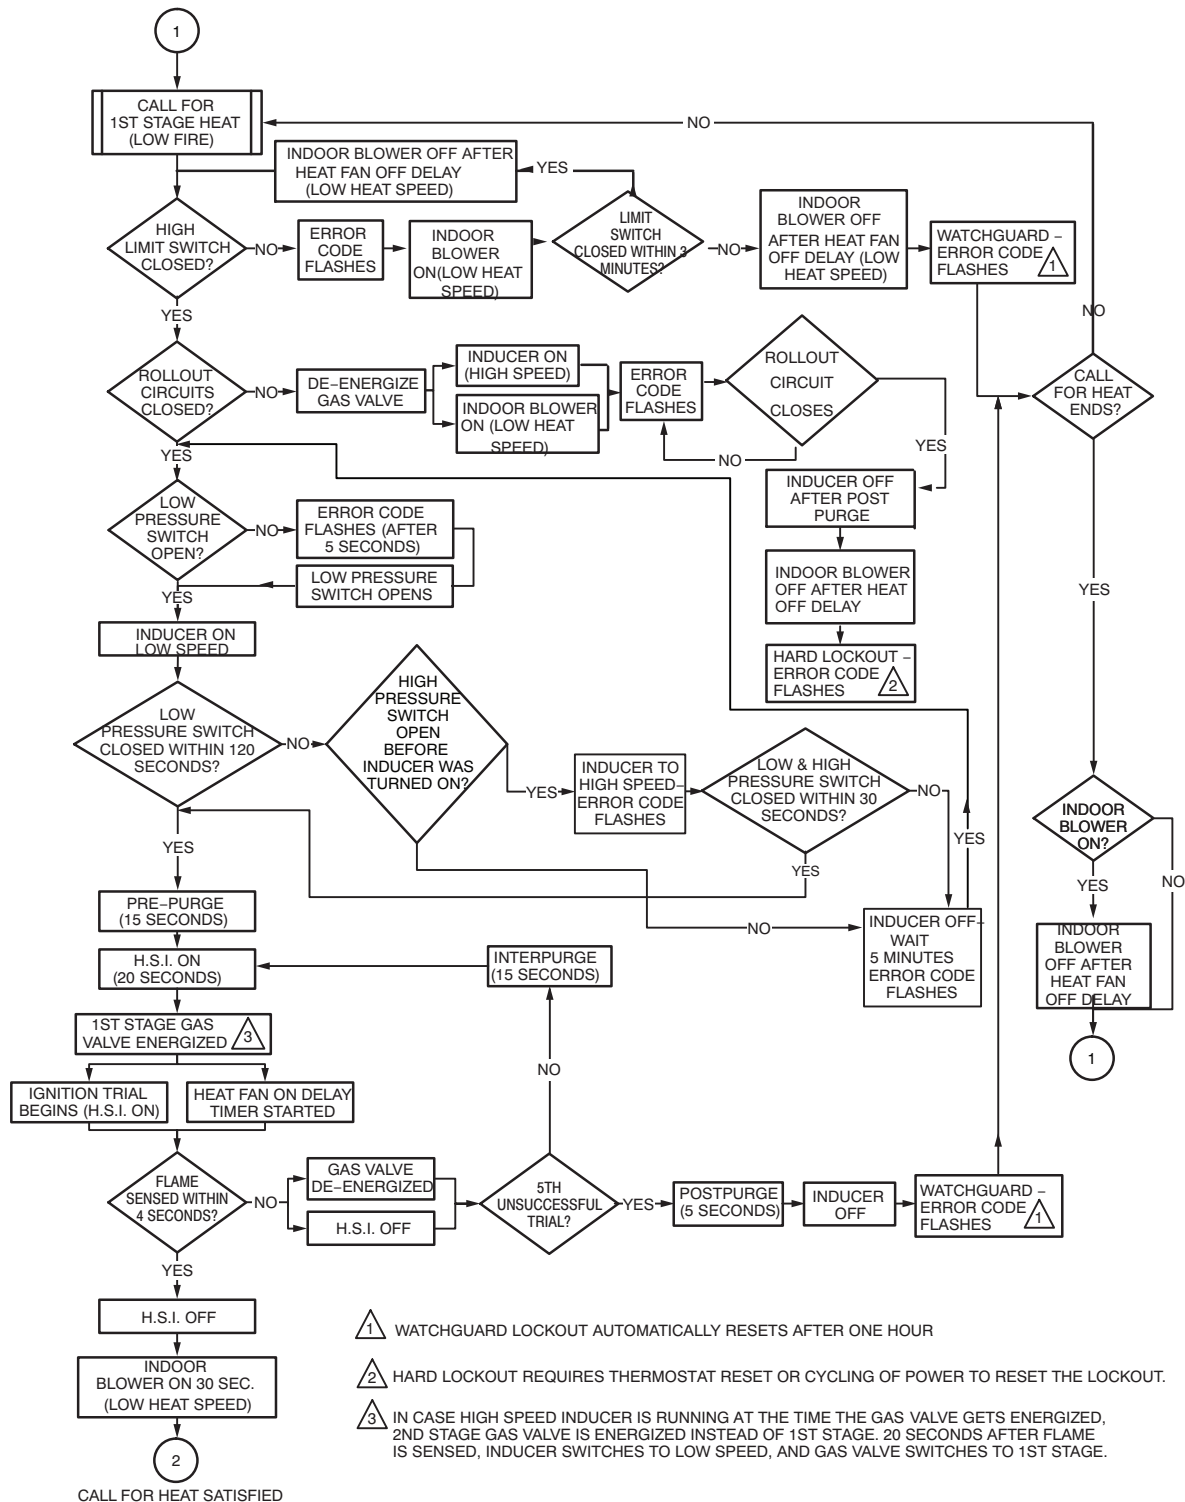 1
CALL FOR
1ST STAGE HEAT
(LOW FIRE)
NO
INDOOR BLOWER OFF AFTER
HEAT FAN OFF DELAY
(LOW HEAT SPEED)
YES
HIGH
LIMIT SWITCH
CLOSED?
NO
ERROR
CODE
FLASHES
INDOOR
BLOWER
ON(LOW HEAT
SPEED)
LIMIT
SWITCH
CLOSED WITHIN 3
MINUTES?
NO
INDOOR
BLOWER OFF
AFTER HEAT FAN
OFF DELAY (LOW
HEAT SPEED)
WATCHGUARD –
ERROR CODE
FLASHES
1
NO
YES
ROLLOUT
CIRCUITS
CLOSED?
NO
DE–ENERGIZE
GAS VALVE
INDUCER ON
(HIGH SPEED)
INDOOR BLOWER
ON (LOW HEAT
SPEED)
ERROR
CODE
FLASHES
ROLLOUT
CIRCUIT
CLOSES
NO
YES
CALL
FOR HEAT
ENDS?
YES
INDUCER OFF
AFTER POST
PURGE
INDOOR BLOWER
OFF AFTER HEAT
OFF DELAY
HARD LOCKOUT –
ERROR CODE
FLASHES
2
LOW
PRESSURE
SWITCH
OPEN?
NO
ERROR CODE
FLASHES (AFTER
5 SECONDS)
LOW PRESSURE
SWITCH OPENS
YES
YES
INDUCER ON
LOW SPEED
LOW
PRESSURE SWITCH
CLOSED WITHIN 120
SECONDS?
NO
HIGH
PRESSURE
SWITCH
OPEN
BEFORE
INDUCER WAS
TURNED ON?
YES
INDUCER TO
HIGH SPEED–
ERROR CODE
FLASHES
LOW & HIGH
PRESSURE SWITCH
CLOSED WITHIN 30
SECONDS?
NO
YES
YES
INDOOR
BLOWER
ON?
YES
NO
YES
PRE–PURGE
(15 SECONDS)
NO
INDUCER OFF–
WAIT
5 MINUTES
ERROR CODE
FLASHES
INDOOR
BLOWER
OFF AFTER
HEAT FAN
OFF DELAY
1
H.S.I. ON
(20 SECONDS)
INTERPURGE
(15 SECONDS)
1ST STAGE GAS
VALVE ENERGIZED
3
NO
IGNITION TRIAL
BEGINS (H.S.I. ON)
HEAT FAN ON DELAY
TIMER STARTED
FLAME
SENSED WITHIN
4 SECONDS?
NO
GAS VALVE
DE–ENERGIZED
H.S.I. OFF
5TH
UNSUCCESSFUL
TRIAL?
YES
POSTPURGE
(5 SECONDS)
INDUCER
OFF
WATCHGUARD –
ERROR CODE
FLASHES
1
YES
H.S.I. OFF
INDOOR
BLOWER ON 30 SEC.
(LOW HEAT SPEED)
2
CALL FOR HEAT SATISFIED
1 WATCHGUARD LOCKOUT AUTOMATICALLY RESETS AFTER ONE HOUR
2 HARD LOCKOUT REQUIRES THERMOSTAT RESET OR CYCLING OF POWER TO RESET THE LOCKOUT.
3 IN CASE HIGH SPEED INDUCER IS RUNNING AT THE TIME THE GAS VALVE GETS ENERGIZED,
2ND STAGE GAS VALVE IS ENERGIZED INSTEAD OF 1ST STAGE. 20 SECONDS AFTER FLAME
IS SENSED, INDUCER SWITCHES TO LOW SPEED, AND GAS VALVE SWITCHES TO 1ST STAGE.